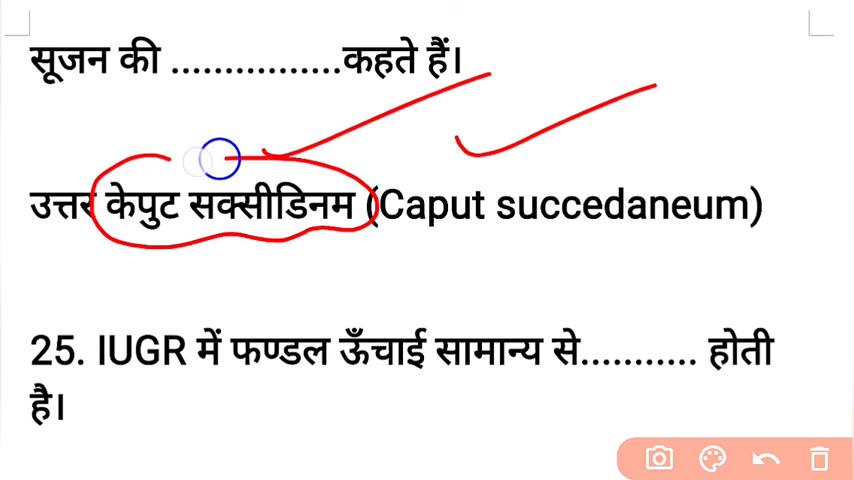 सूजन की ................कहते हैं।
उत्तर केपुट सक्सीडिनम (Caput succedaneum)
25. IUGR में फण्डल ऊँचाई सामान्य से........... होती
है।